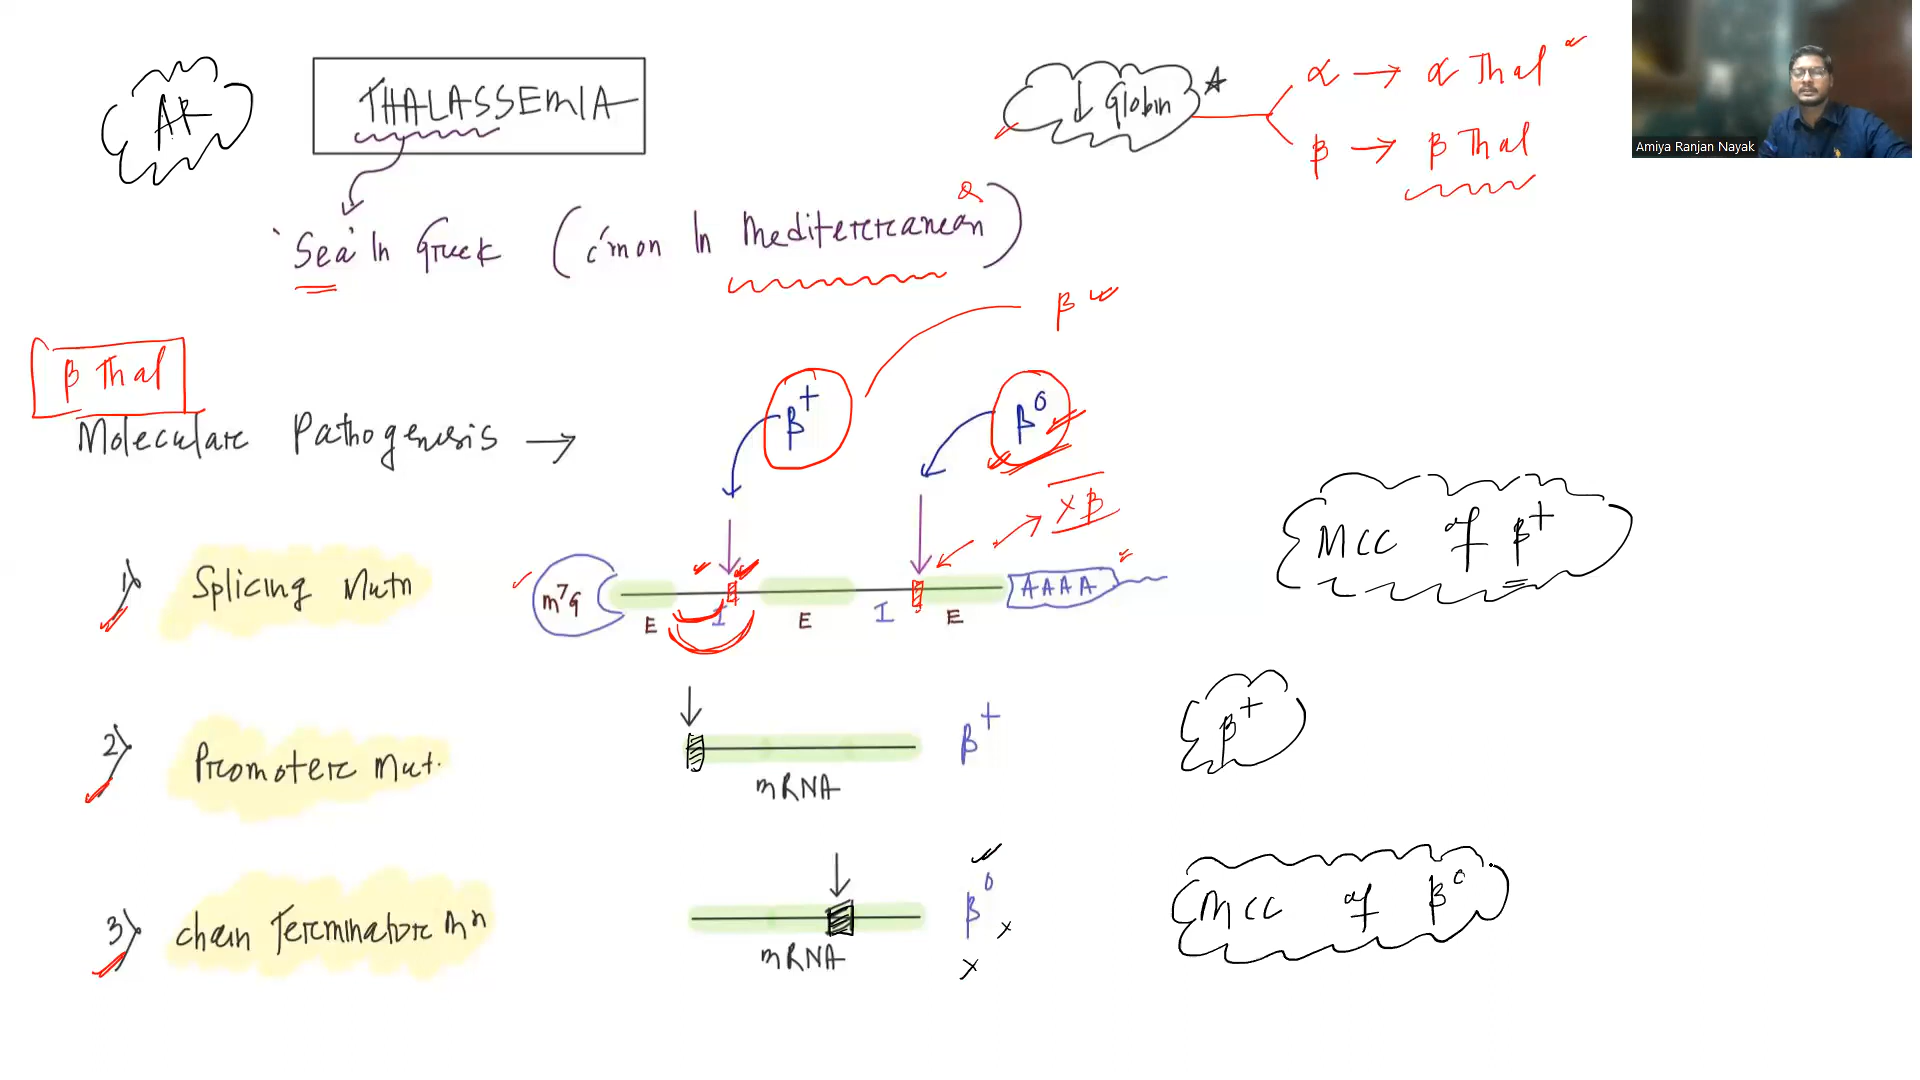 AR
THALASSEMIA
↓ Globin ☆
α → α Thal
β → β Thal
Amiya Ranjan Nayak
'Sea' In Greek (c'mon In Mediterranean)
β
β Thal
Molecular Pathogenesis →
β+
β0
X β
1) Splicing Mutn
m7G
E I E I E
AAAA
MCC of β+
2) Promoter Mut.
mRNA
β+
β+
3) chain Terminator Mn
mRNA
β0 x
x
MCC of β0